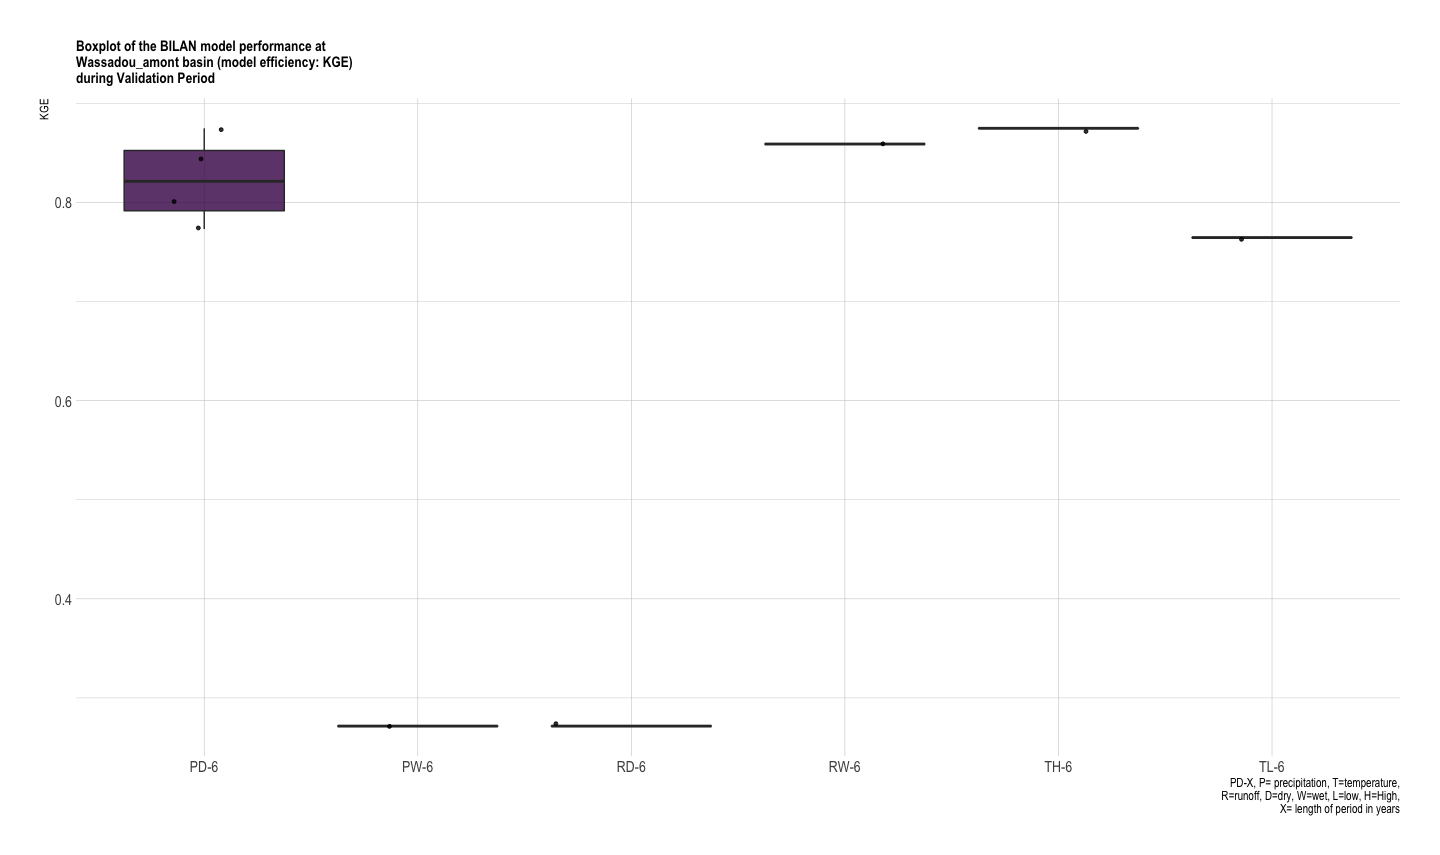 Boxplot of the BILAN model performance at
Wassadou_amont basin (model efficiency: KGE)
during Validation Period
KGE
0.8
0.6
0.4
PD-6 PW-6 RD-6 RW-6 TH-6 TL-6
PD-X, P= precipitation, T=temperature,
R=runoff, D=dry, W=wet, L=low, H=High,
X= length of period in years